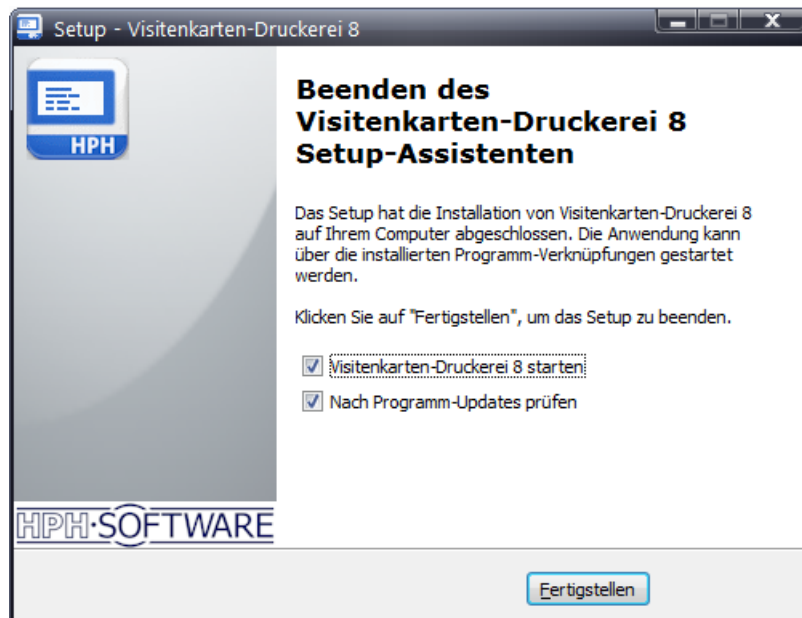 Setup - Visitenkarten-Druckerei 8
HPH
Beenden des
Visitenkarten-Druckerei 8
Setup-Assistenten
Das Setup hat die Installation von Visitenkarten-Druckerei 8
auf Ihrem Computer abgeschlossen. Die Anwendung kann
über die installierten Programm-Verknüpfungen gestartet
werden.
Klicken Sie auf "Fertigstellen", um das Setup zu beenden.
Visitenkarten-Druckerei 8 starten
Nach Programm-Updates prüfen
HPH·SOFTWARE
Fertigstellen